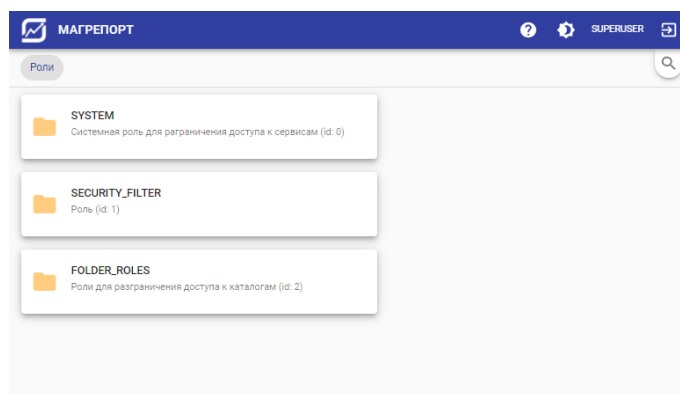 МАГРЕПОРТ
SUPERUSER
Роли
SYSTEM
Системная роль для раграничения доступа к сервисам (id: 0)
SECURITY_FILTER
Роль (id: 1)
FOLDER_ROLES
Роли для разграничения доступа к каталогам (id: 2)